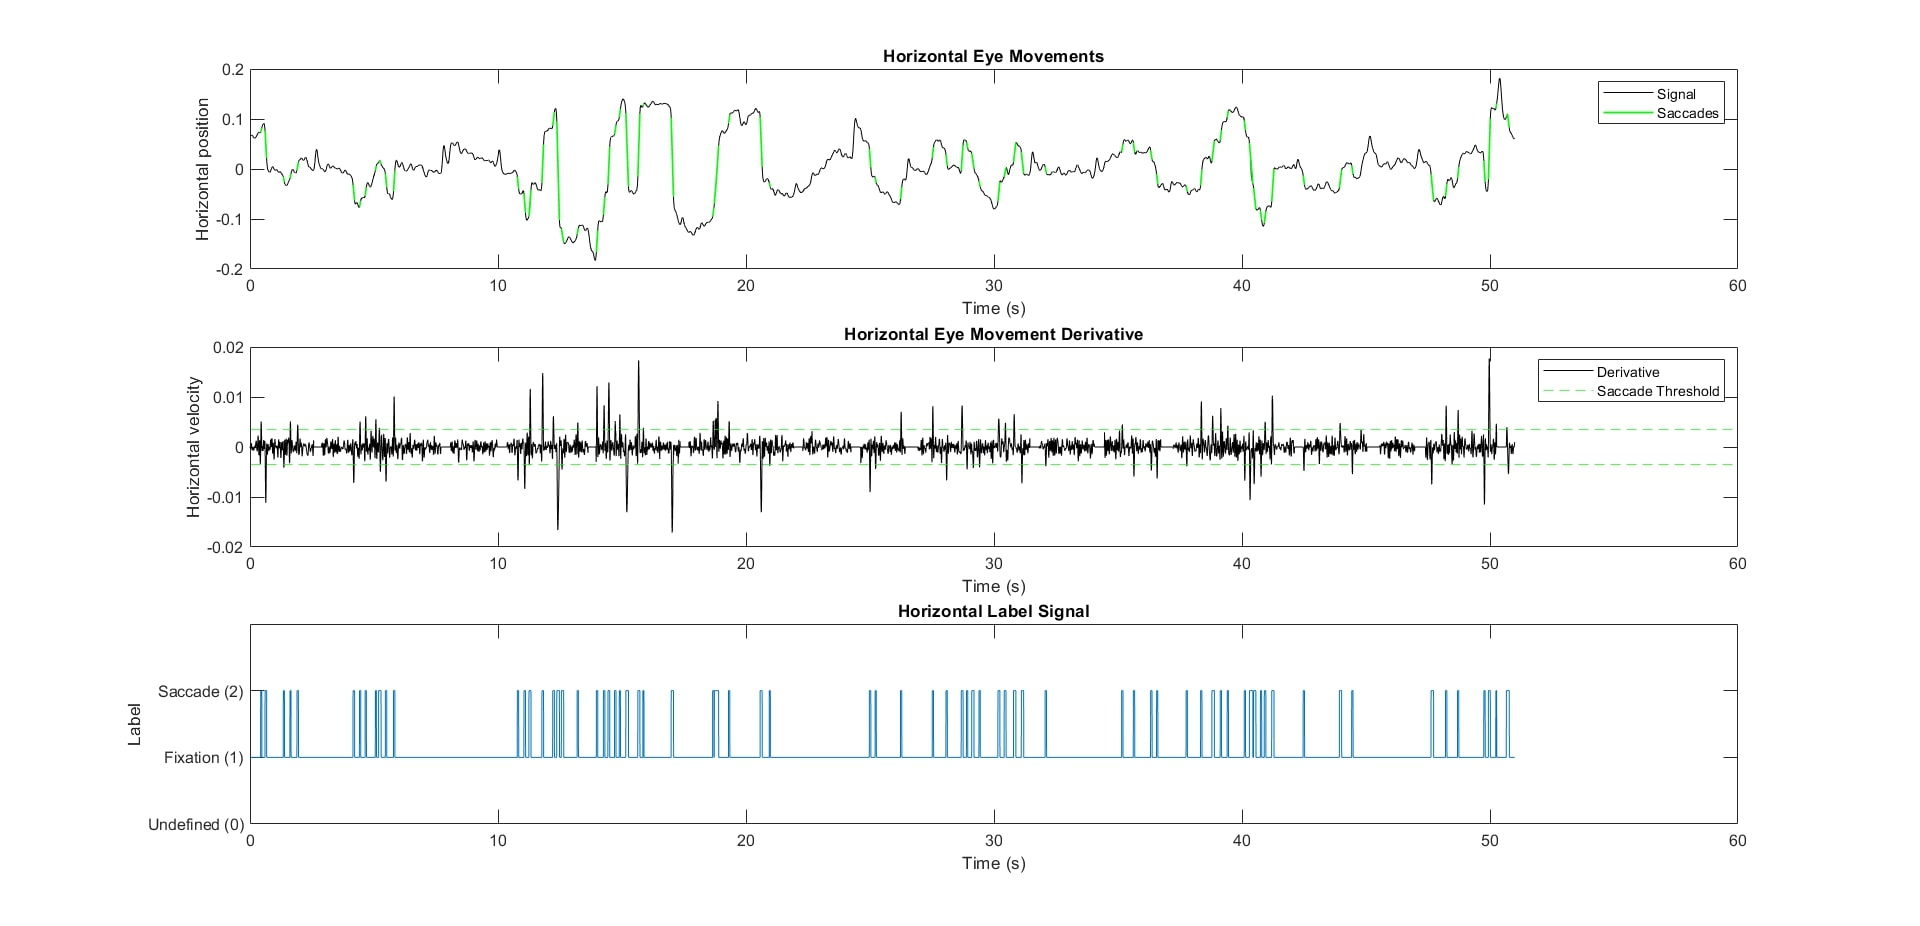 Horizontal Eye Movements
0.2
0.1
0
-0.1
-0.2
Horizontal position
Signal
Saccades
0 10 20 30 40 50 60
Time (s)
Horizontal Eye Movement Derivative
0.02
0.01
0
-0.01
-0.02
Horizontal velocity
Derivative
Saccade Threshold
0 10 20 30 40 50 60
Time (s)
Horizontal Label Signal
Saccade (2)
Fixation (1)
Undefined (0)
Label
0 10 20 30 40 50 60
Time (s)